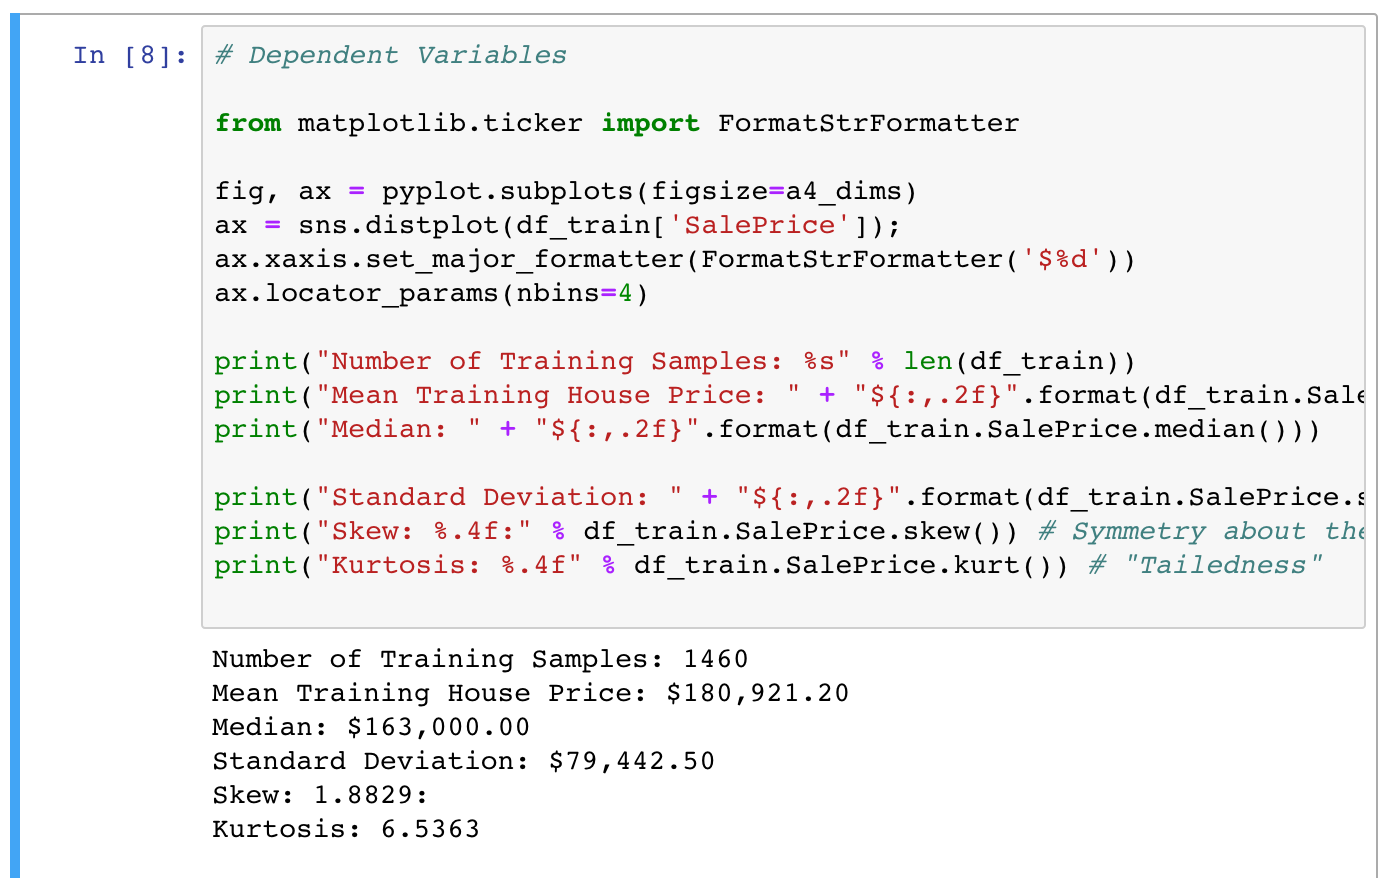 In [8]:
# Dependent Variables
from matplotlib.ticker import FormatStrFormatter
fig, ax = pyplot.subplots(figsize=a4_dims)
ax = sns.distplot(df_train['SalePrice']);
ax.xaxis.set_major_formatter(FormatStrFormatter('$%d'))
ax.locator_params(nbins=4)
print("Number of Training Samples: %s" % len(df_train))
print("Mean Training House Price: " + "${:,.2f}".format(df_train.Sale
print("Median: " + "${:,.2f}".format(df_train.SalePrice.median()))
print("Standard Deviation: " + "${:,.2f}".format(df_train.SalePrice.s
print("Skew: %.4f:" % df_train.SalePrice.skew()) # Symmetry about the
print("Kurtosis: %.4f" % df_train.SalePrice.kurt()) # "Tailedness"
Number of Training Samples: 1460
Mean Training House Price: $180,921.20
Median: $163,000.00
Standard Deviation: $79,442.50
Skew: 1.8829:
Kurtosis: 6.5363